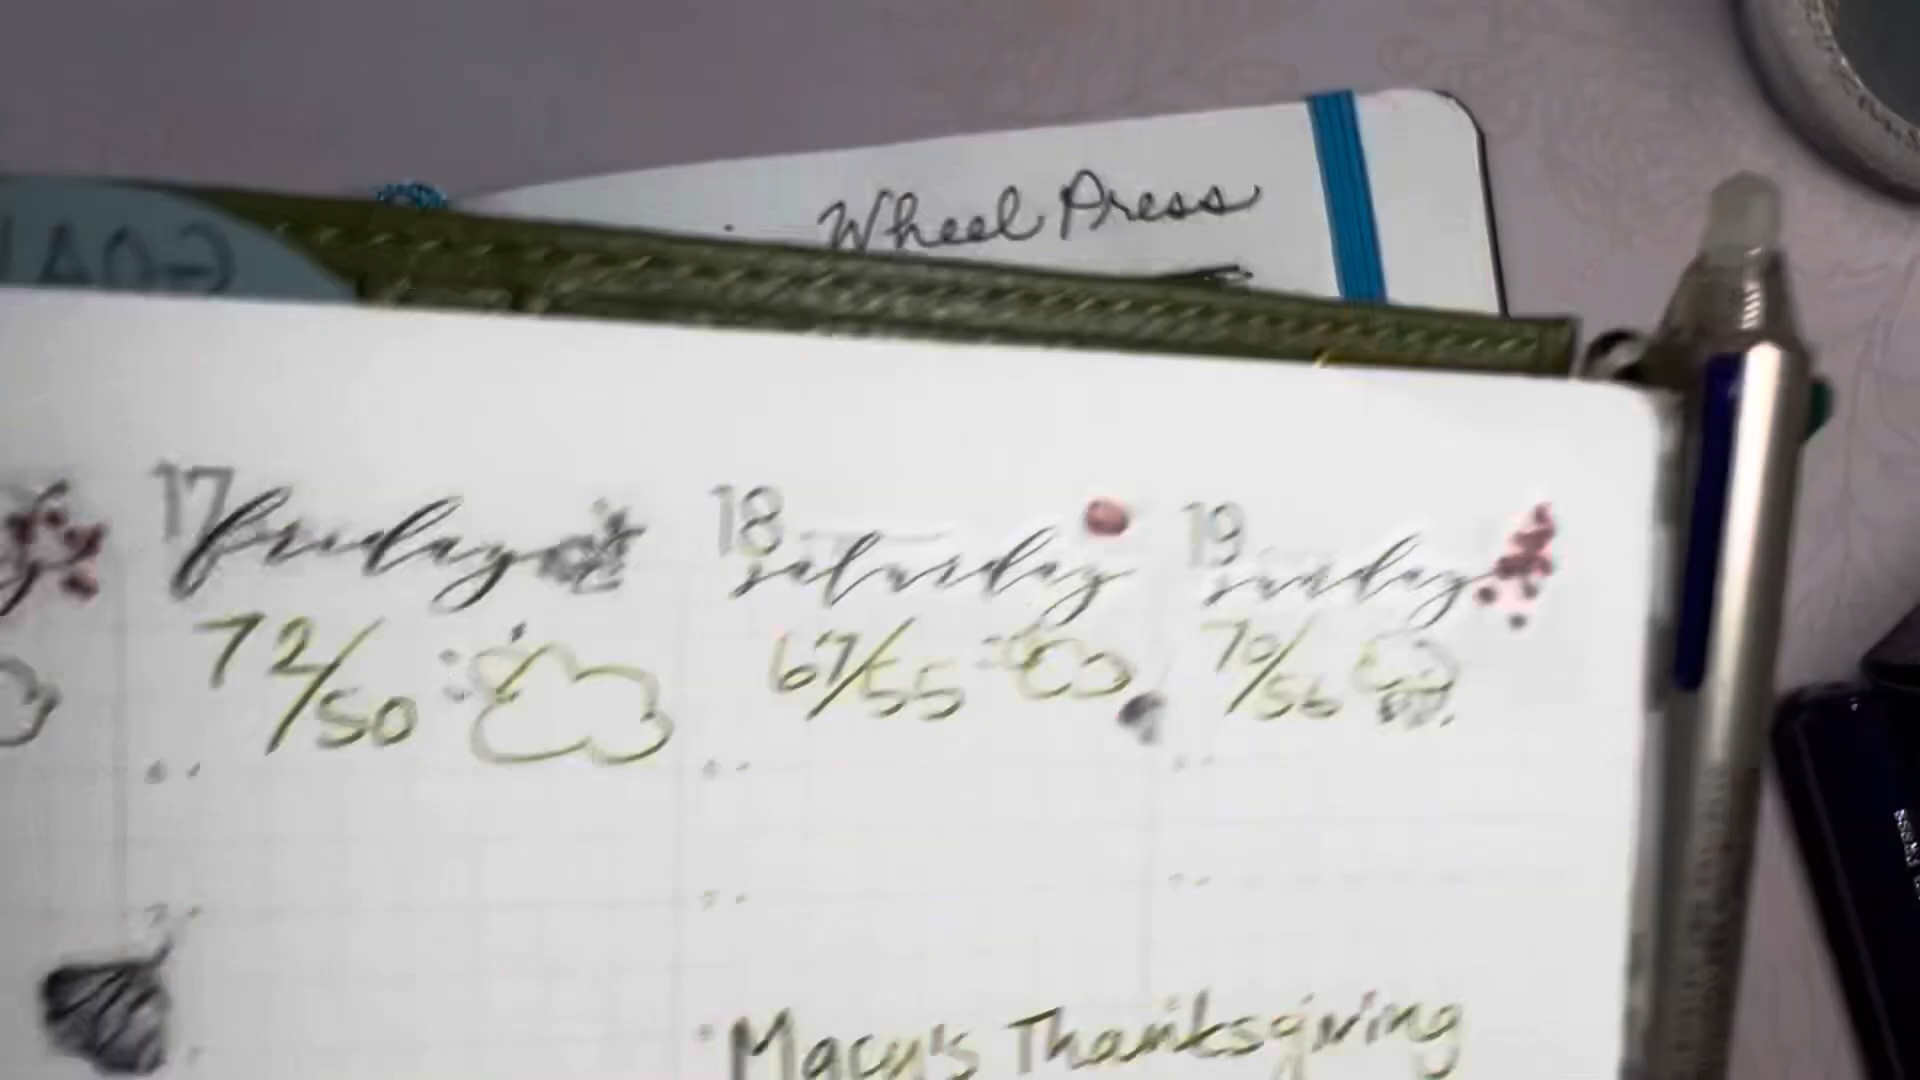 Wheel Press
17 friday
72/50
18 saturday
67/55
19 sunday
70/56
Macy's Thanksgiving